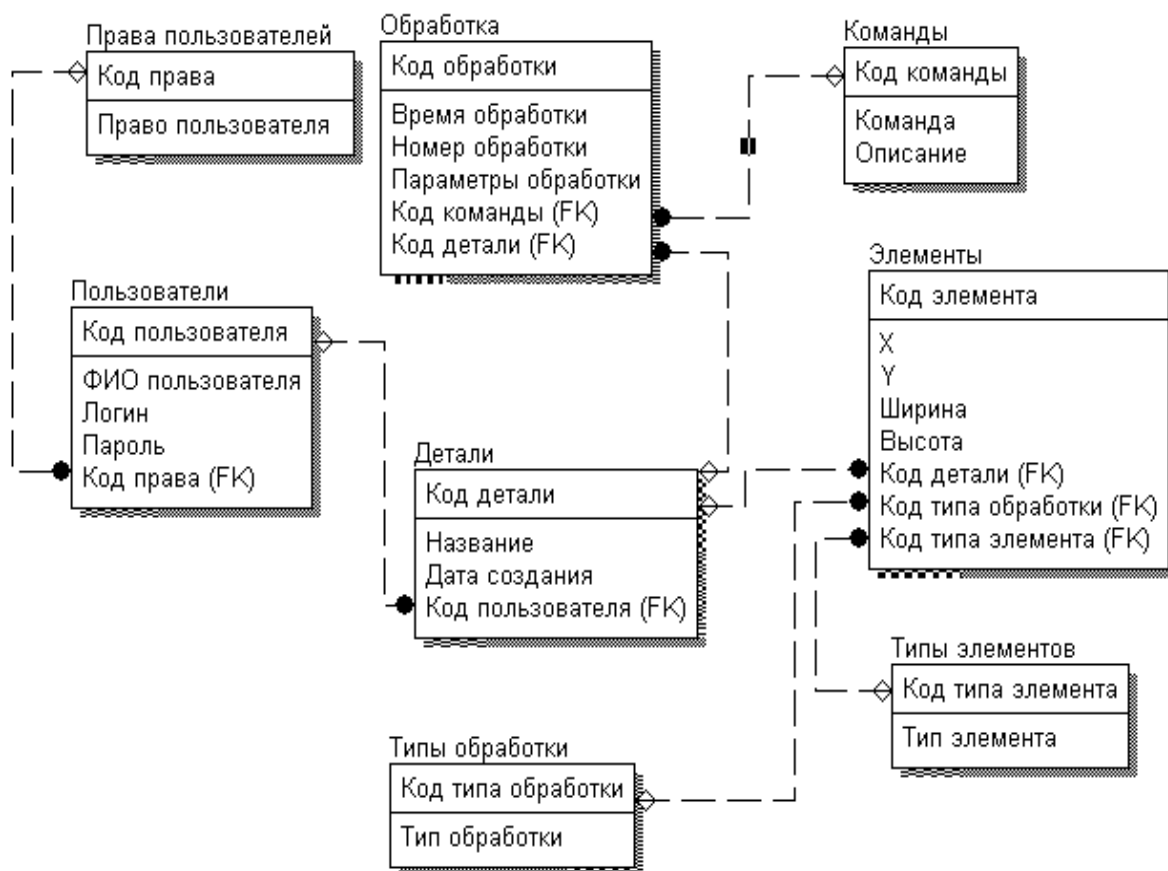 Права пользователей
Код права
Право пользователя
Обработка
Код обработки
Время обработки
Номер обработки
Параметры обработки
Код команды (FK)
Код детали (FK)
Команды
Код команды
Команда
Описание
Пользователи
Код пользователя
ФИО пользователя
Логин
Пароль
Код права (FK)
Детали
Код детали
Название
Дата создания
Код пользователя (FK)
Элементы
Код элемента
X
Y
Ширина
Высота
Код детали (FK)
Код типа обработки (FK)
Код типа элемента (FK)
Типы элементов
Код типа элемента
Тип элемента
Типы обработки
Код типа обработки
Тип обработки